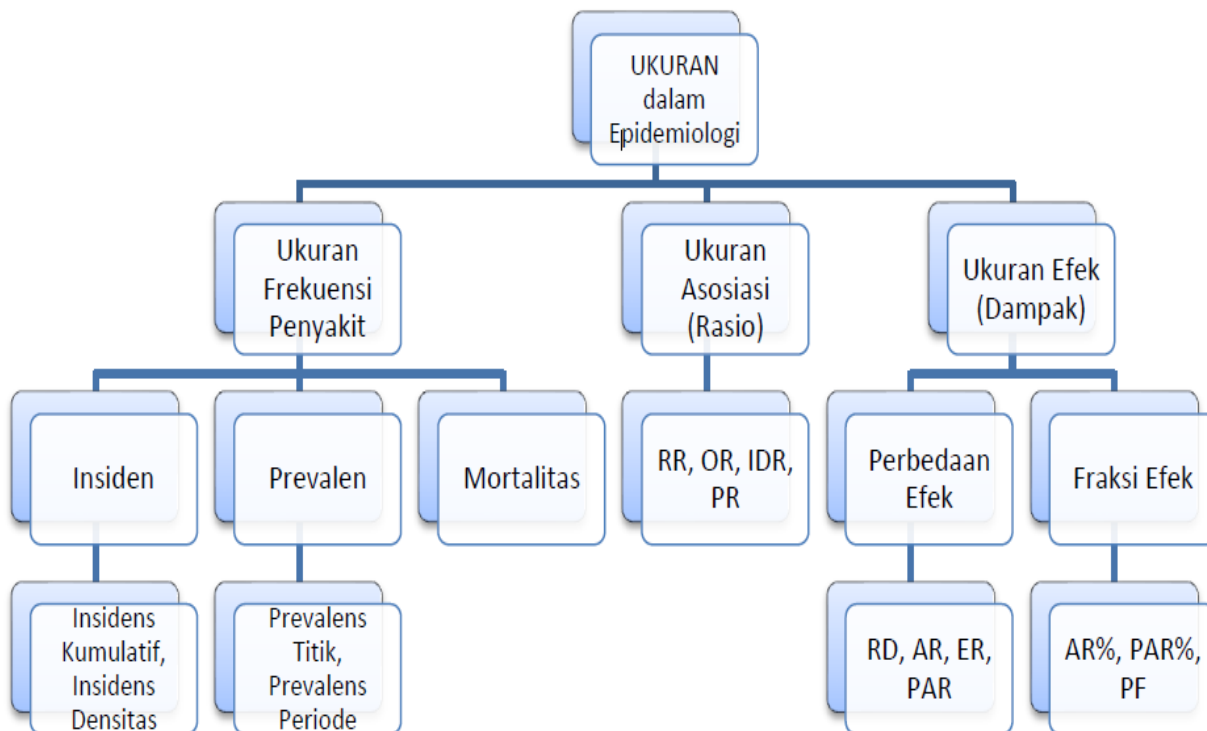 UKURAN
dalam
Epidemiologi
Ukuran
Frekuensi
Penyakit
Ukuran
Asosiasi
(Rasio)
Ukuran Efek
(Dampak)
Insiden
Prevalen
Mortalitas
RR, OR, IDR,
PR
Perbedaan
Efek
Fraksi Efek
Insidens
Kumulatif,
Insidens
Densitas
Prevalens
Titik,
Prevalens
Periode
RD, AR, ER,
PAR
AR%, PAR%,
PF